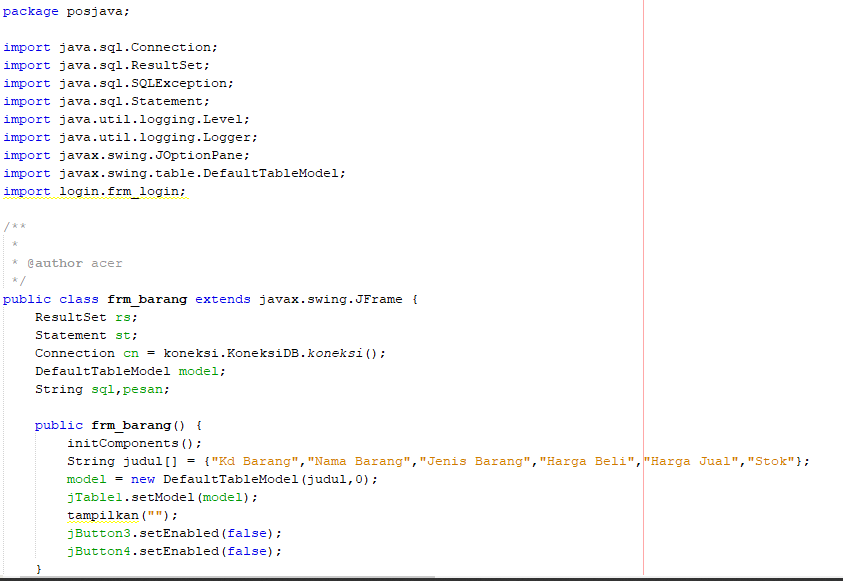 package posjava;
import java.sql.Connection;
import java.sql.ResultSet;
import java.sql.SQLException;
import java.sql.Statement;
import java.util.logging.Level;
import java.util.logging.Logger;
import javax.swing.JOptionPane;
import javax.swing.table.DefaultTableModel;
import login.frm_login;
/**
 *
 * @author acer
 */
public class frm_barang extends javax.swing.JFrame {
    ResultSet rs;
    Statement st;
    Connection cn = koneksi.KoneksiDB.koneksi();
    DefaultTableModel model;
    String sql,pesan;
    public frm_barang() {
        initComponents();
        String judul[] = {"Kd Barang","Nama Barang","Jenis Barang","Harga Beli","Harga Jual","Stok"};
        model = new DefaultTableModel(judul,0);
        jTable1.setModel(model);
        tampilkan("");
        jButton3.setEnabled(false);
        jButton4.setEnabled(false);
    }